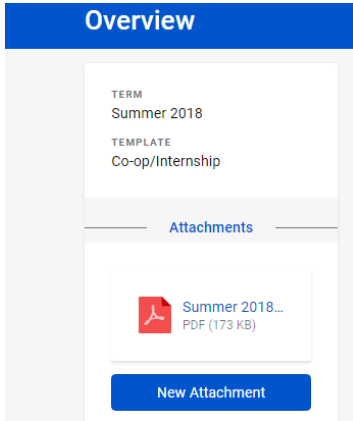 Overview
TERM
Summer 2018
TEMPLATE
Co-op/Internship
Attachments
Summer 2018...
PDF (173 KB)
New Attachment